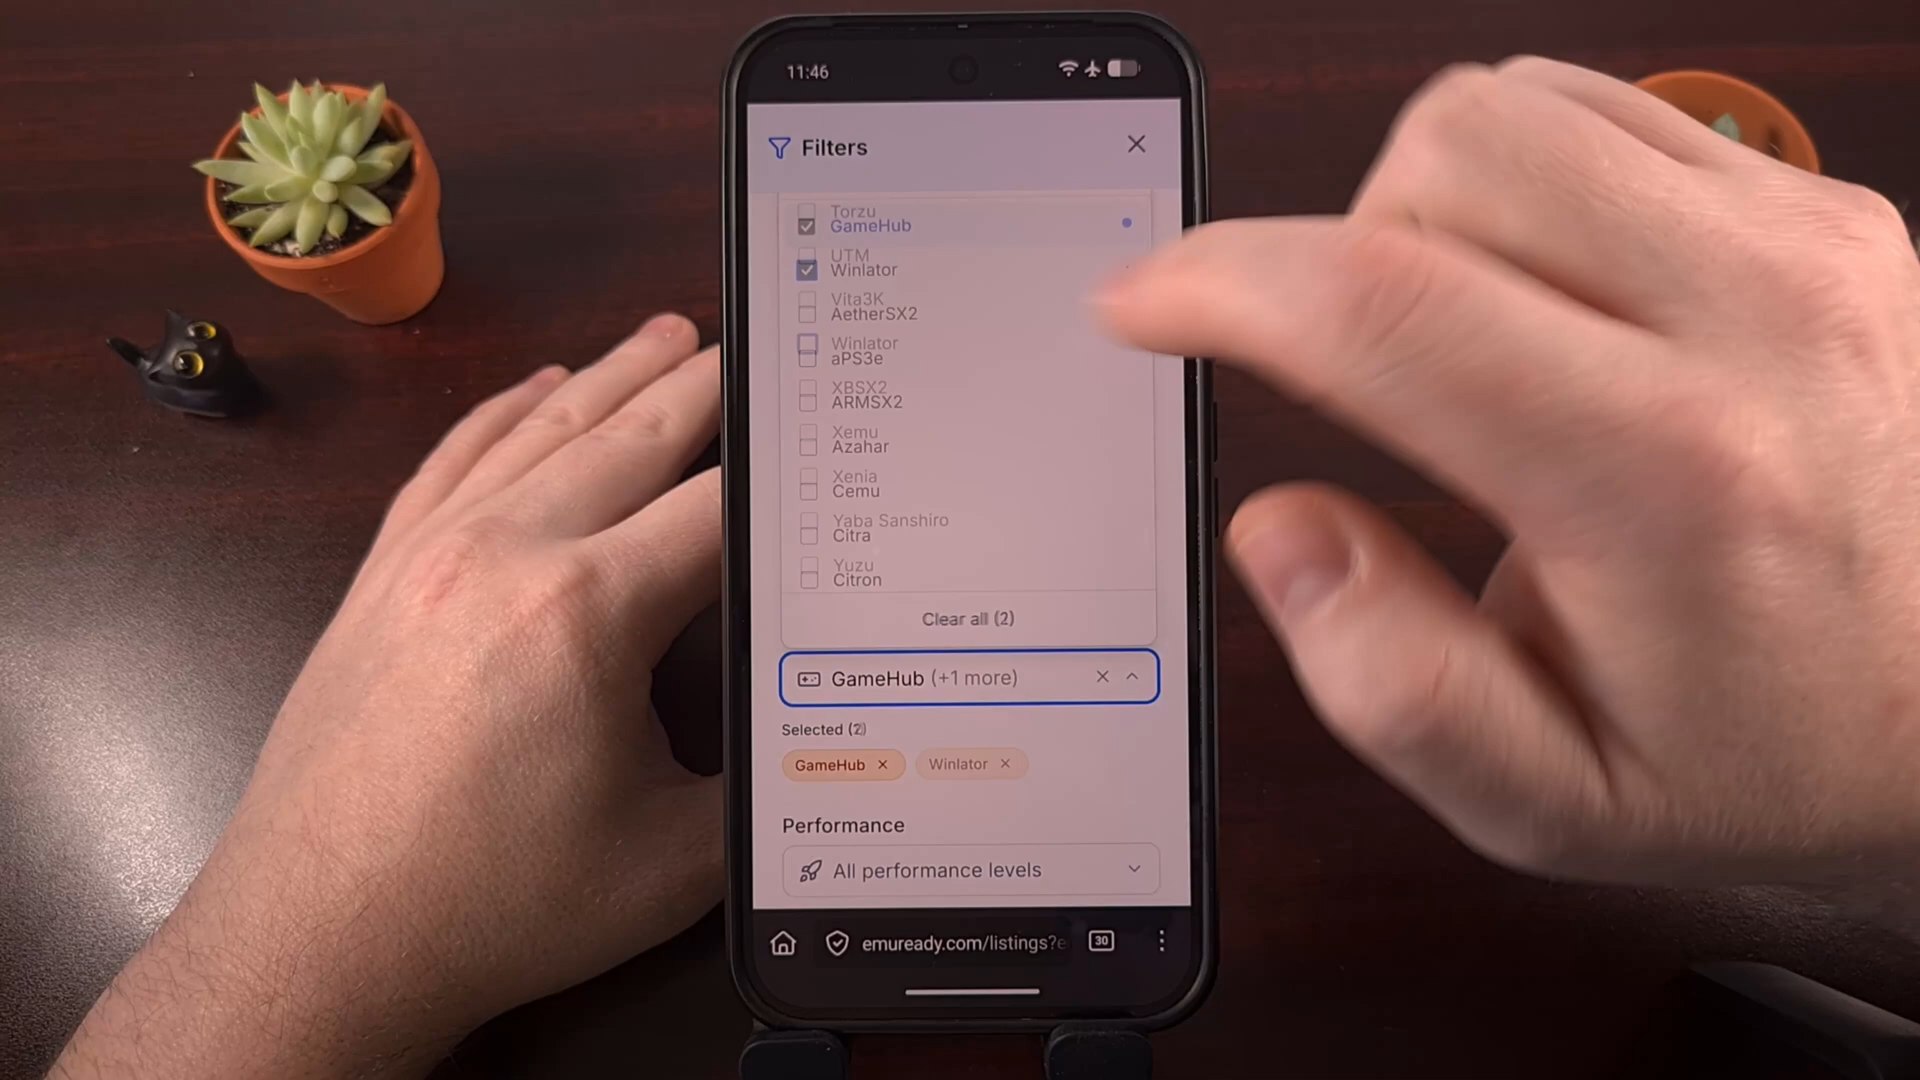 11:46
Filters
Torzu
GameHub
UTM
Winlator
Vita3K
AetherSX2
Winlator
aPS3e
XBSX2
ARMSX2
Xemu
Azahar
Xenia
Cemu
Yaba Sanshiro
Citra
Yuzu
Citron
Clear all (2)
GameHub (+1 more)
Selected (2)
GameHub
Winlator
Performance
All performance levels
emuready.com/listings?e
30